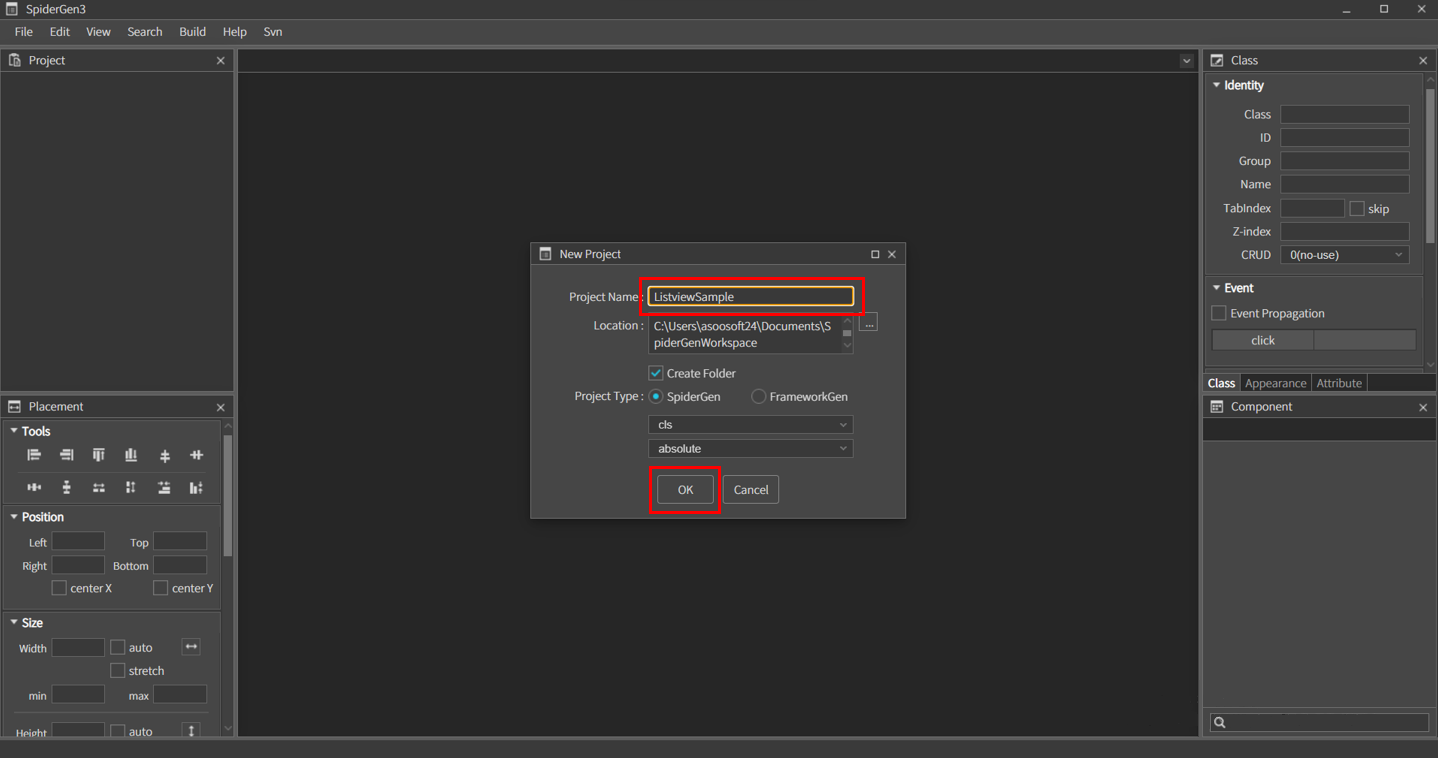 SpiderGen3
File Edit View Search Build Help Svn
Project
Placement
Tools
Position
Left Top
Right Bottom
center X center Y
Size
Width auto
stretch
min max
Height auto
New Project
Project Name : ListviewSample
Location : C:\Users\asoosoft24\Documents\S
piderGenWorkspace
...
Create Folder
Project Type : SpiderGen FrameworkGen
cls
absolute
OK Cancel
Class
Identity
Class
ID
Group
Name
TabIndex skip
Z-index
CRUD 0(no-use)
Event
Event Propagation
click
Class Appearance Attribute
Component